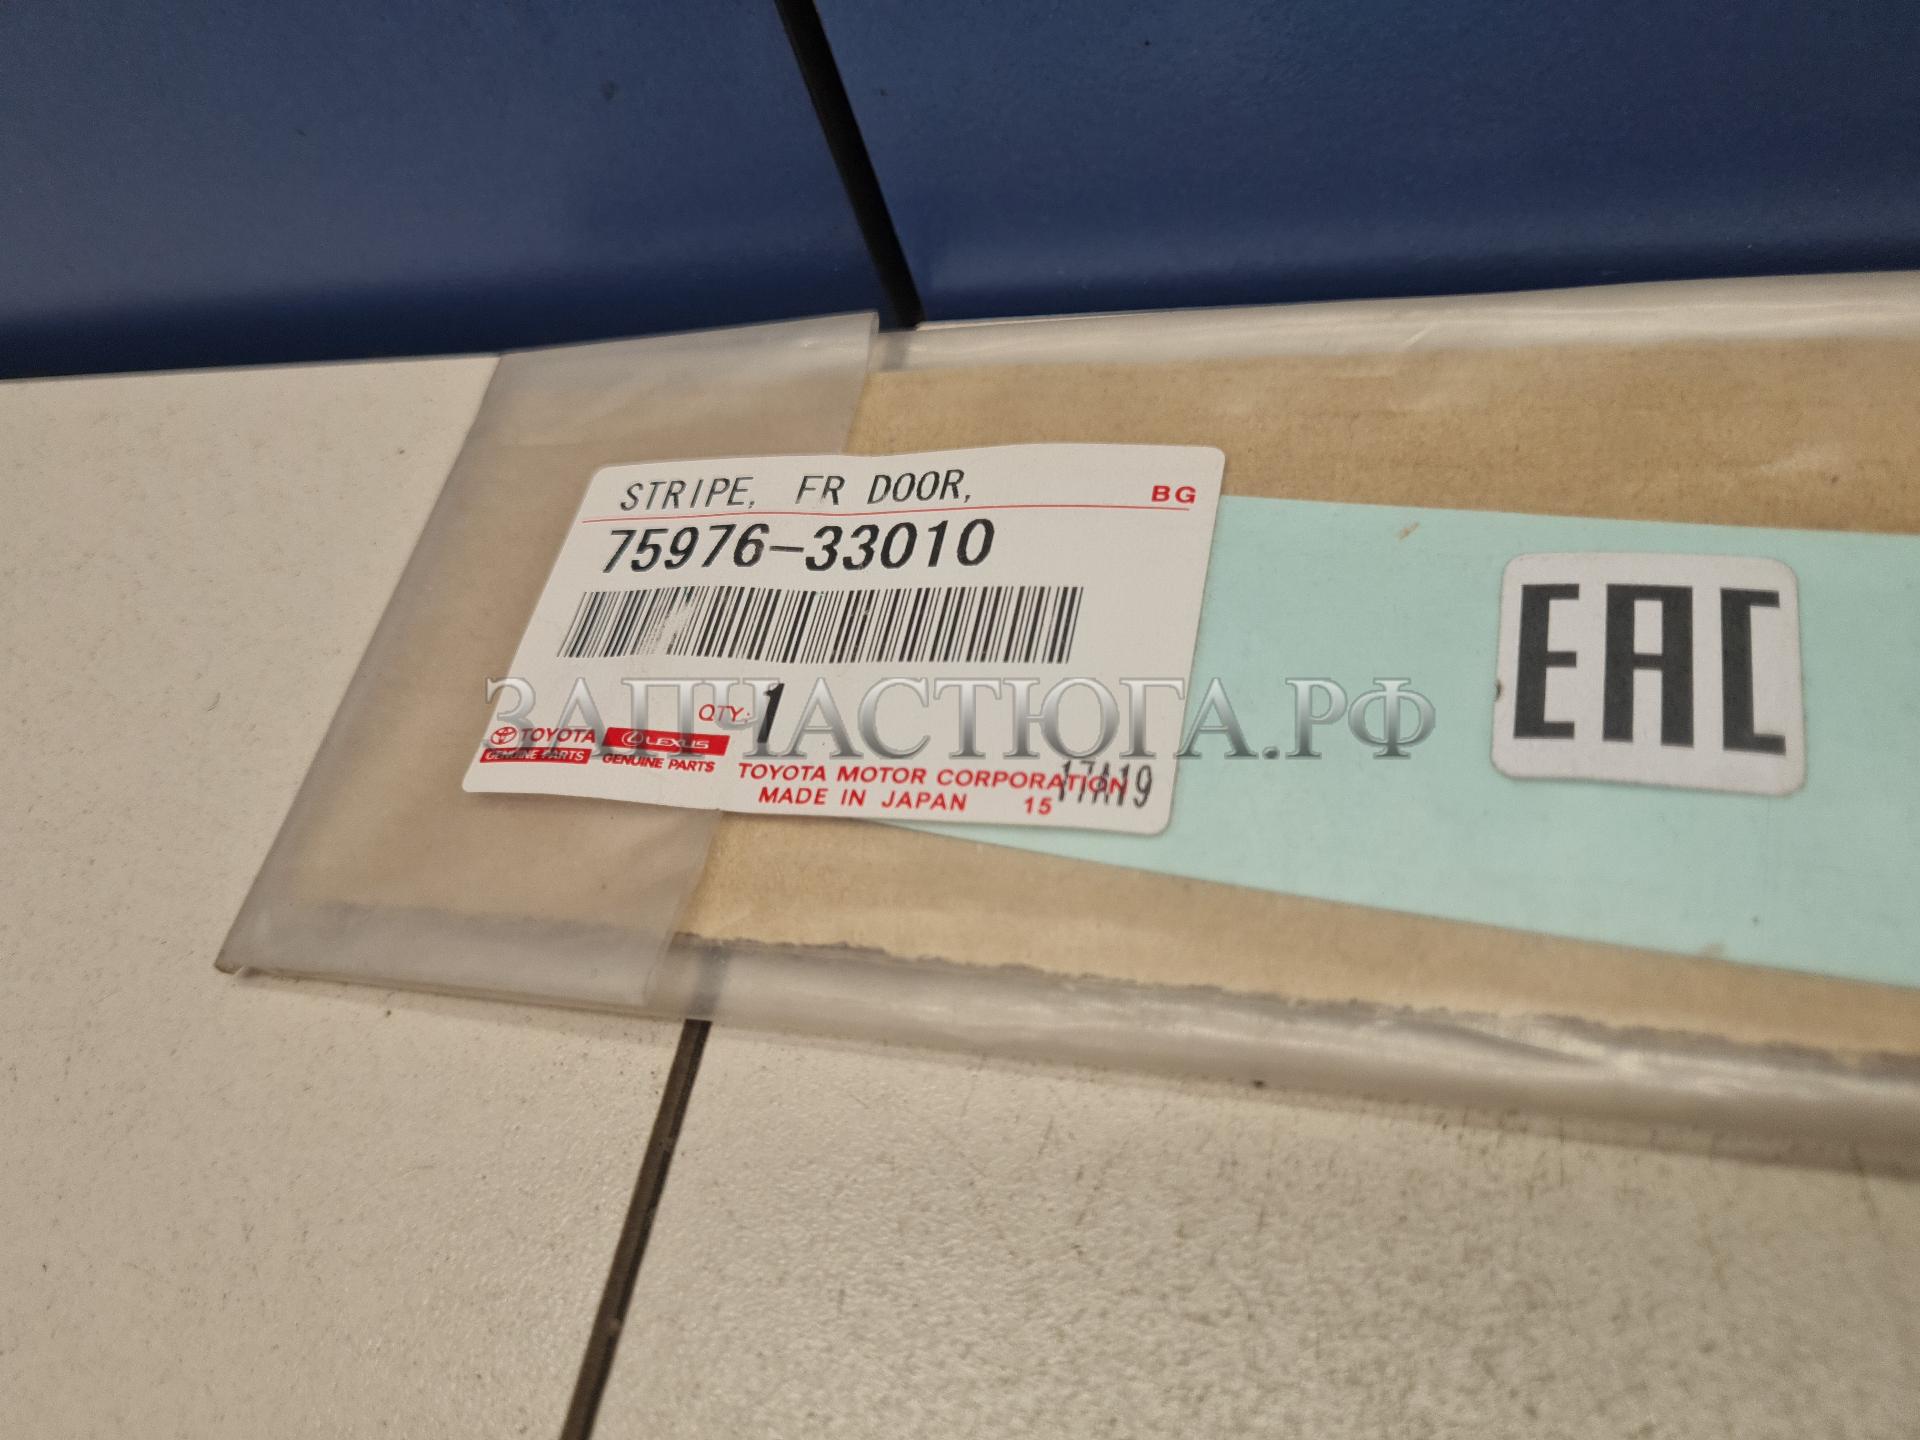 STRIPE, FR DOOR,
BG
75976-33010
QTY: 1
TOYOTA
GENUINE PARTS
LEXUS
GENUINE PARTS
TOYOTA MOTOR CORPORATION
MADE IN JAPAN 15
17A19
EAC
ЗАПЧАСТЮГА.РФ